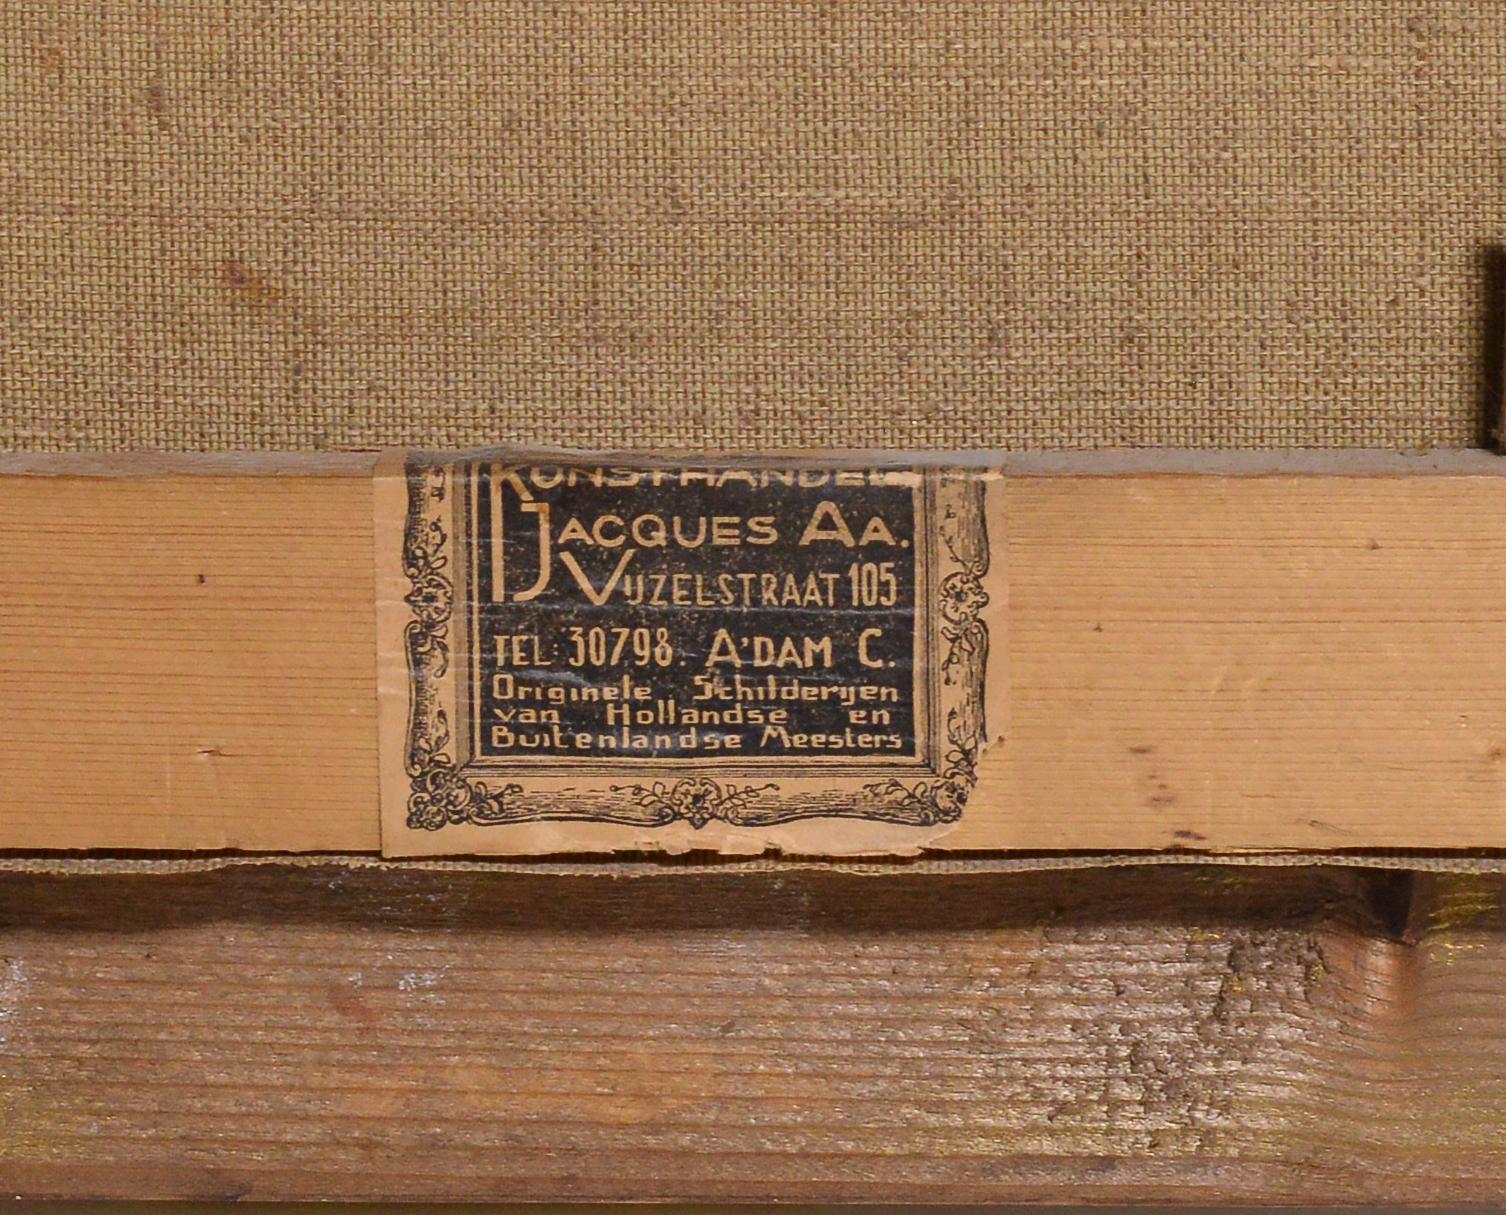 KUNSTHANDEL
JACQUES AA.
VIJZELSTRAAT 105
TEL: 30798. A'DAM C.
Originele Schilderijen
van Hollandse en
Buitenlandse Meesters